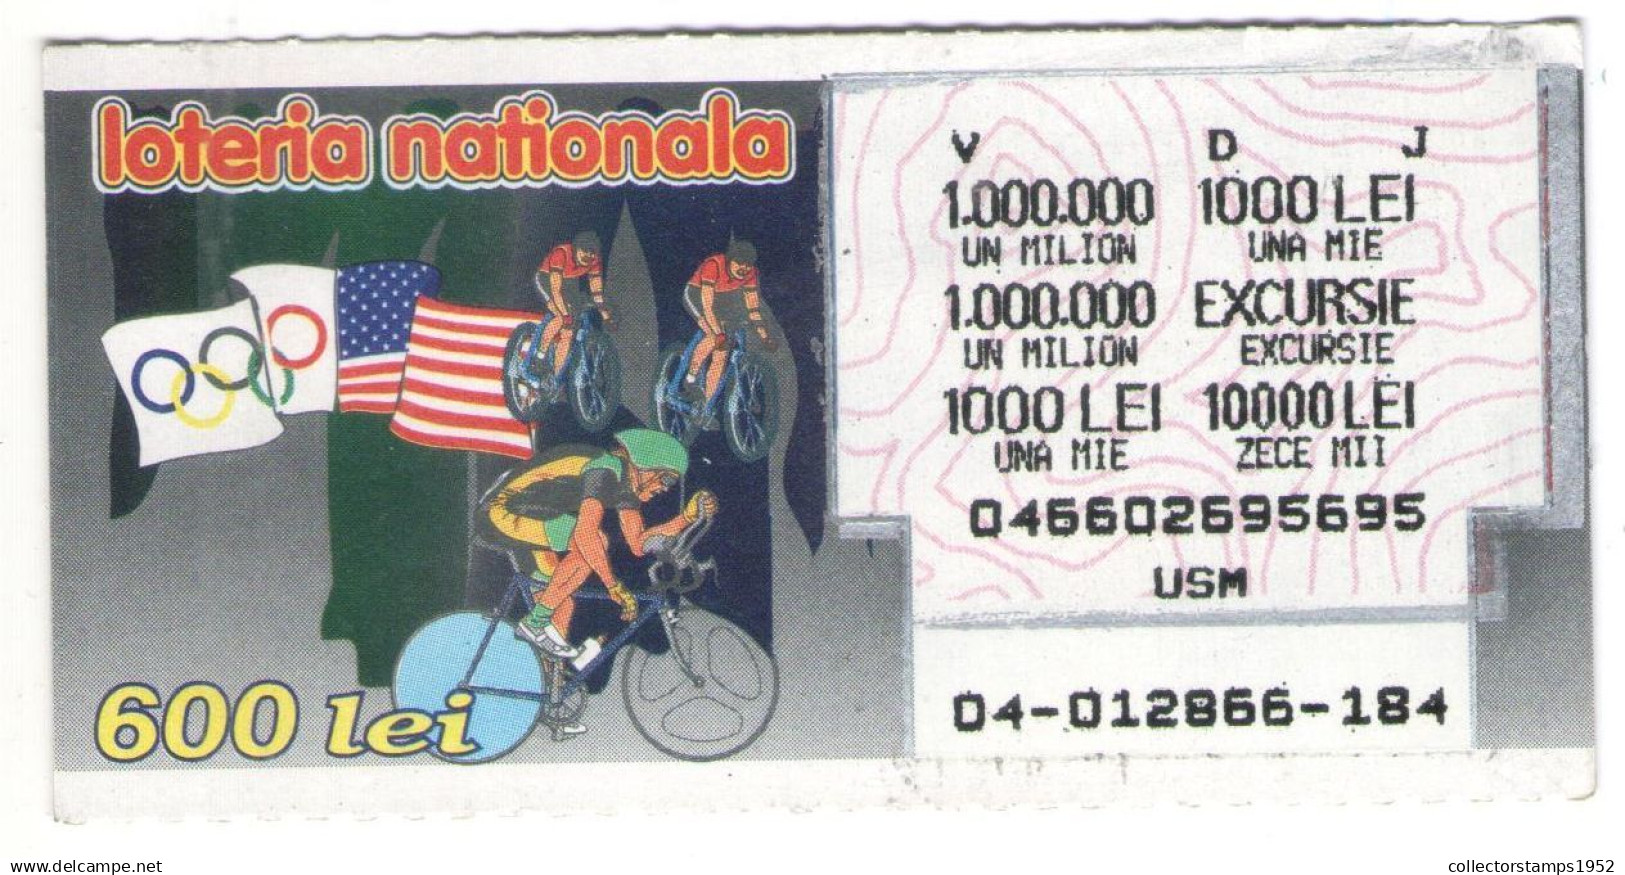 loteria nationala
600 lei
V D J
1.000.000 1000 LEI
UN MILION UNA MIE
1.000.000 EXCURSIE
UN MILION EXCURSIE
1000 LEI 10000 LEI
UNA MIE ZECE MII
046602695695
USM
04-012866-184
www.delcampe.net
collectorstamps1952